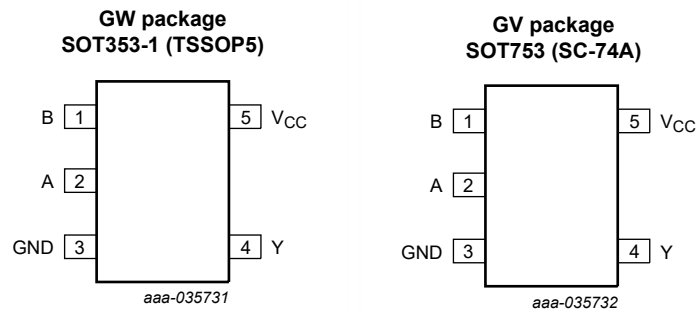 GW package
SOT353-1 (TSSOP5)
B 1
5 VCC
A 2
GND 3
4 Y
aaa-035731
GV package
SOT753 (SC-74A)
B 1
5 VCC
A 2
GND 3
4 Y
aaa-035732